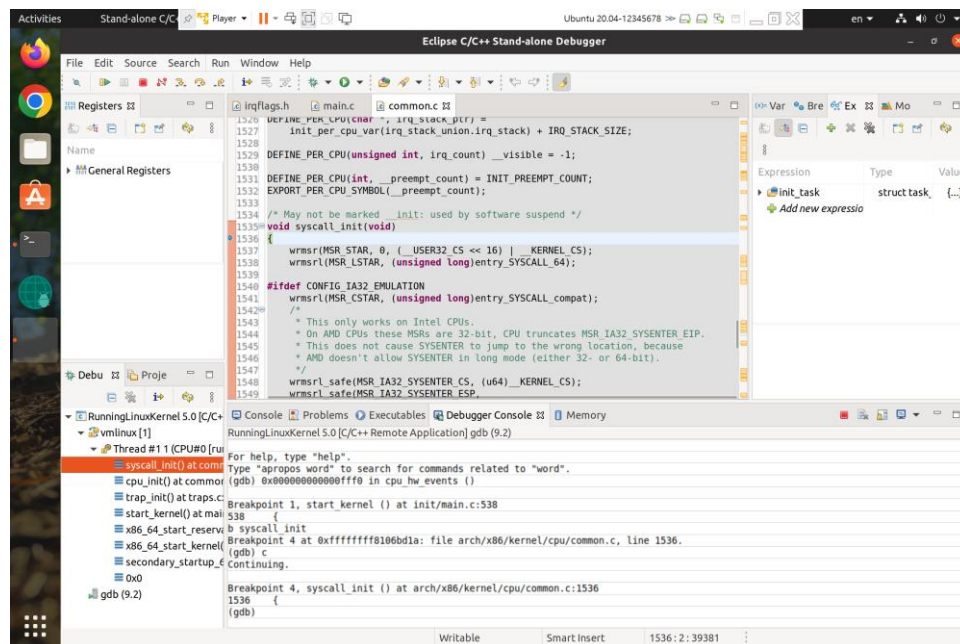 Activities
Stand-alone C/C
Player
Ubuntu 20.04-12345678
en
Eclipse C/C++ Stand-alone Debugger
File Edit Source Search Run Window Help
Registers
Name
General Registers
irqflags.h
main.c
common.c
1526 DEFINE_PER_CPU(char *, irq_stack_ptr) =
1527     init_per_cpu_var(irq_stack_union.irq_stack) + IRQ_STACK_SIZE;
1528
1529 DEFINE_PER_CPU(unsigned int, irq_count) __visible = -1;
1530
1531 DEFINE_PER_CPU(int, __preempt_count) = INIT_PREEMPT_COUNT;
1532 EXPORT_PER_CPU_SYMBOL(__preempt_count);
1533
1534 /* May not be marked __init: used by software suspend */
1535 void syscall_init(void)
1536 {
1537     wrmsr(MSR_STAR, 0, (__USER32_CS << 16) | __KERNEL_CS);
1538     wrmsrl(MSR_LSTAR, (unsigned long)entry_SYSCALL_64);
1539
1540 #ifdef CONFIG_IA32_EMULATION
1541     wrmsrl(MSR_CSTAR, (unsigned long)entry_SYSCALL_compat);
1542     /*
1543      * This only works on Intel CPUs.
1544      * On AMD CPUs these MSRs are 32-bit, CPU truncates MSR_IA32_SYSENTER_EIP.
1545      * This does not cause SYSENTER to jump to the wrong location, because
1546      * AMD doesn't allow SYSENTER in long mode (either 32- or 64-bit).
1547      */
1548     wrmsrl_safe(MSR_IA32_SYSENTER_CS, (u64)__KERNEL_CS);
1549     wrmsrl_safe(MSR_IA32_SYSENTER_ESP,
Var Bre Ex Mo
Expression Type Valu
init_task struct task_ {...}
Add new expressio
Debu Proje
RunningLinuxKernel 5.0 [C/C+
vmlinux [1]
Thread #1 1 (CPU#0 [ru
syscall_init() at comm
cpu_init() at common
trap_init() at traps.c:
start_kernel() at mai
x86_64_start_reserva
x86_64_start_kernel(
secondary_startup_6
0x0
gdb (9.2)
Console Problems Executables Debugger Console Memory
RunningLinuxKernel 5.0 [C/C++ Remote Application] gdb (9.2)
For help, type "help".
Type "apropos word" to search for commands related to "word".
(gdb) 0x000000000000fff0 in cpu_hw_events ()
Breakpoint 1, start_kernel () at init/main.c:538
538     {
b syscall_init
Breakpoint 4 at 0xffffffff8106bd1a: file arch/x86/kernel/cpu/common.c, line 1536.
(gdb) c
Continuing.
Breakpoint 4, syscall_init () at arch/x86/kernel/cpu/common.c:1536
1536    {
(gdb)
Writable
Smart Insert
1536 : 2 : 39381